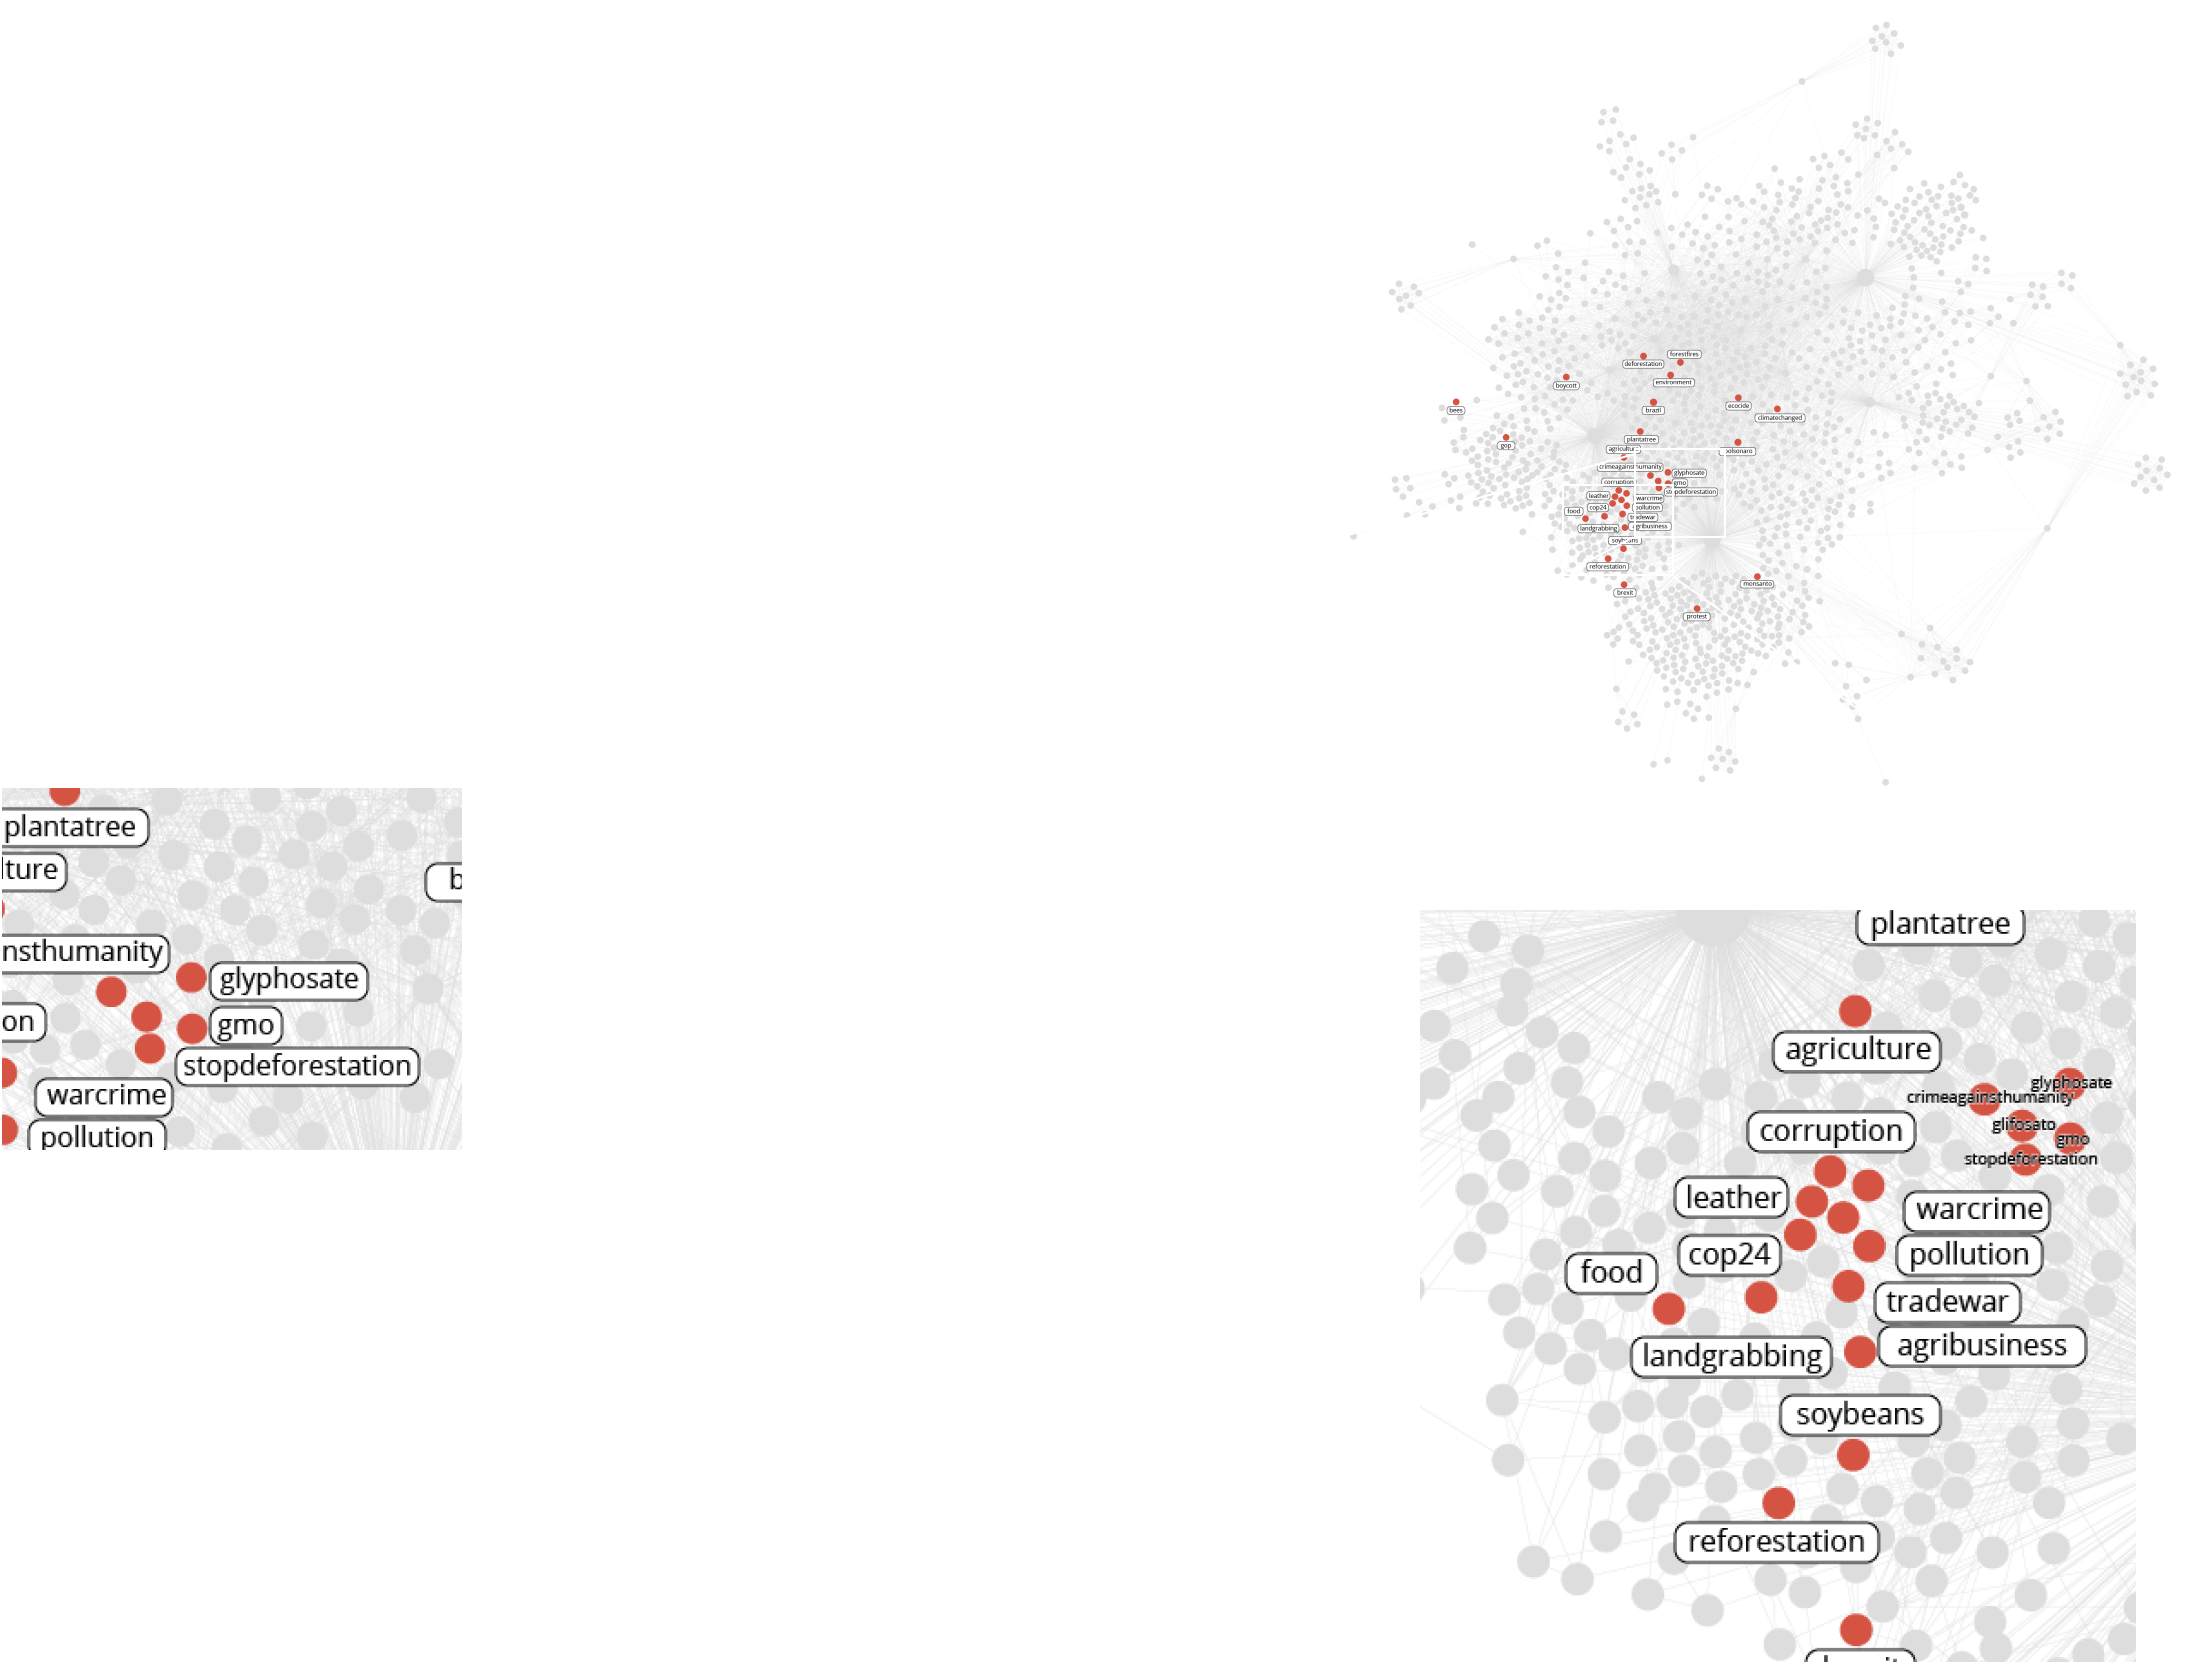 forestfires
deforestation
environment
boycott
bees
brazil
ecocide
climatechanged
plantatree
gop
agriculture
bolsonaro
crimeagainsthumanity
glyphosate
corruption
gmo
stopdeforestation
leather
warcrime
cop24
pollution
food
tradewar
landgrabbing
agribusiness
soybeans
reforestation
monsanto
brexit
protest
plantatree
lture
b
nsthumanity
glyphosate
on
gmo
stopdeforestation
warcrime
pollution
plantatree
agriculture
glyphosate
crimeagainsthumanity
glifosato
corruption
gmo
stopdeforestation
leather
warcrime
cop24
pollution
food
tradewar
agribusiness
landgrabbing
soybeans
reforestation